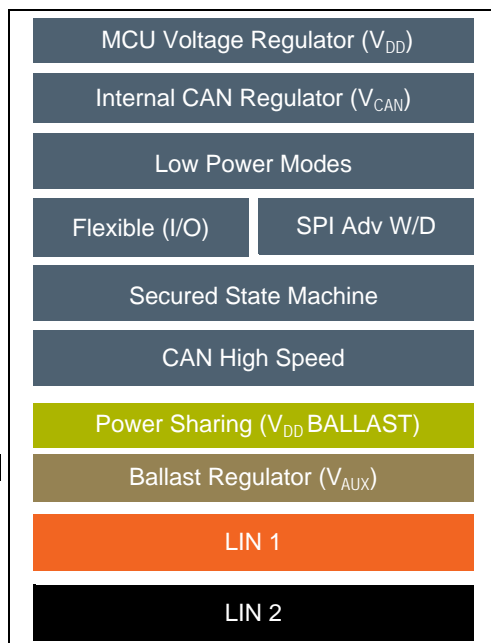 MCU Voltage Regulator (VDD)
Internal CAN Regulator (VCAN)
Low Power Modes
Flexible (I/O)
SPI Adv W/D
Secured State Machine
CAN High Speed
Power Sharing (VDD BALLAST)
Ballast Regulator (VAUX)
LIN 1
LIN 2